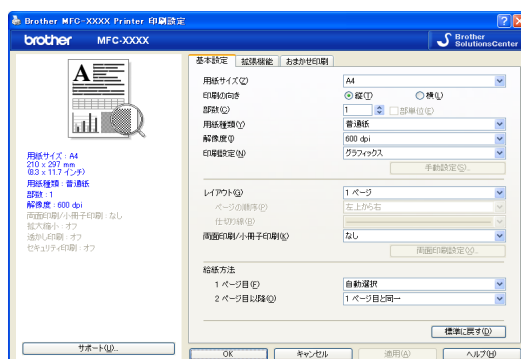 Brother MFC-XXXX Printer 印刷設定
brother MFC-XXXX
Brother
SolutionsCenter
基本設定 拡張機能 おまかせ印刷
用紙サイズ(Z) A4
印刷の向き 縦(T) 横(L)
部数(C) 1 部単位(E)
用紙種類(Y) 普通紙
解像度(I) 600 dpi
印刷設定(N) グラフィックス
手動設定(S)...
レイアウト(G) 1 ページ
ページの順序(P) 左上から右
仕切り線(B)
両面印刷/小冊子印刷(K) なし
両面印刷設定(V)...
給紙方法
1 ページ目(F) 自動選択
2 ページ目以降(O) 1 ページ目と同一
標準に戻す(D)
ABC
用紙サイズ : A4
210 x 297 mm
(8.3 x 11.7 インチ)
用紙種類 : 普通紙
部数 : 1
解像度 : 600 dpi
両面印刷/小冊子印刷 : なし
拡大縮小 : オフ
透かし印刷 : オフ
セキュリティ印刷 : オフ
サポート(U)...
OK キャンセル 適用(A) ヘルプ(H)